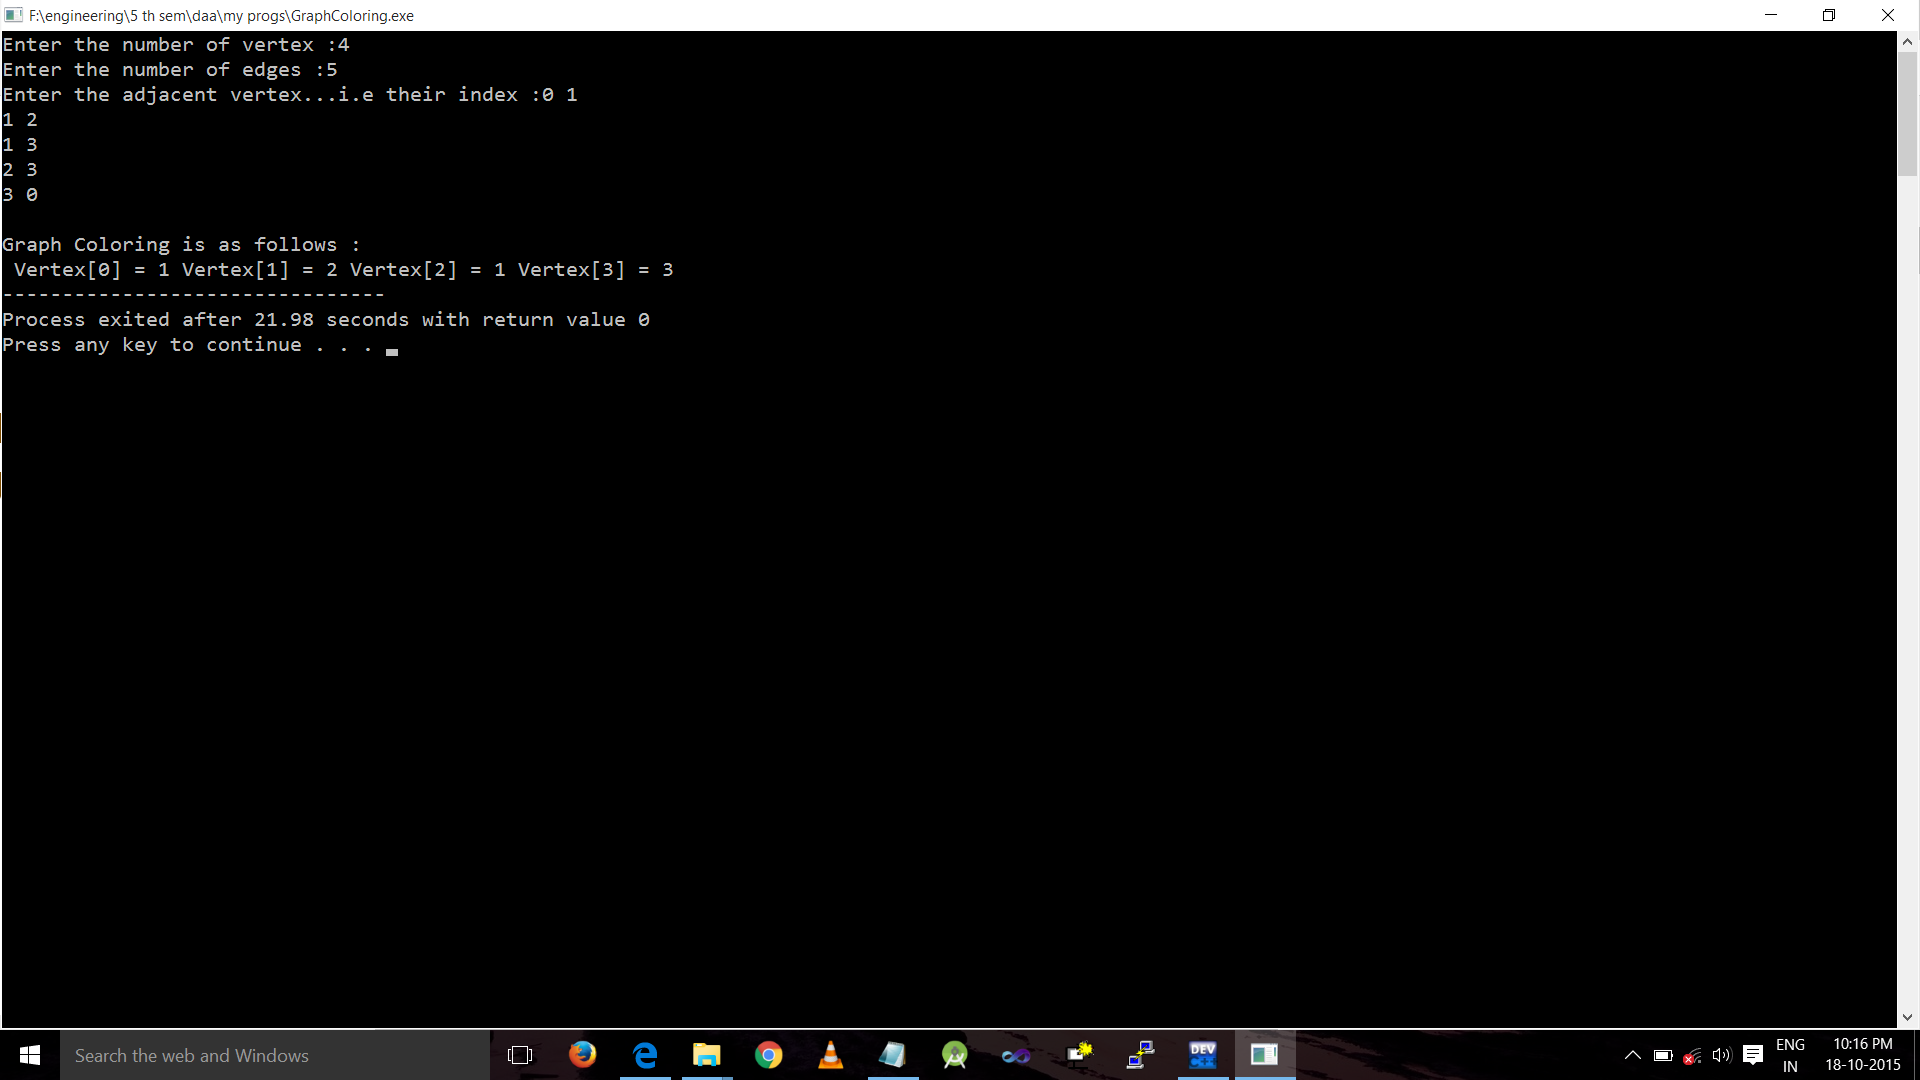 F:\engineering\5 th sem\daa\my progs\GraphColoring.exe
Enter the number of vertex :4
Enter the number of edges :5
Enter the adjacent vertex...i.e their index :0 1
1 2
1 3
2 3
3 0
Graph Coloring is as follows :
Vertex[0] = 1 Vertex[1] = 2 Vertex[2] = 1 Vertex[3] = 3
--------------------------------
Process exited after 21.98 seconds with return value 0
Press any key to continue . . .
Search the web and Windows
DEV
ENG
IN
10:16 PM
18-10-2015